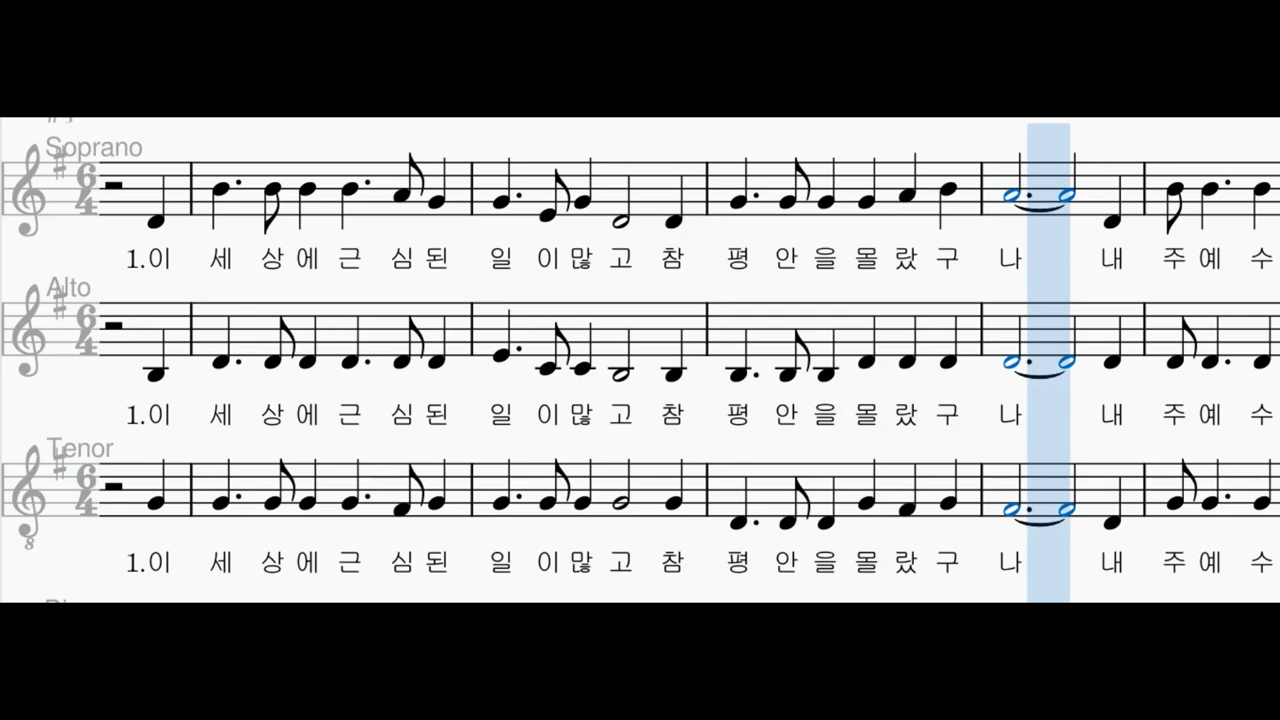 Soprano
6
4
1.이 세 상 에 근 심 된 일 이 많 고 참 평 안 을 몰 랐 구 나 내 주 예 수
Alto
6
4
1.이 세 상 에 근 심 된 일 이 많 고 참 평 안 을 몰 랐 구 나 내 주 예 수
Tenor
6
4
8
1.이 세 상 에 근 심 된 일 이 많 고 참 평 안 을 몰 랐 구 나 내 주 예 수